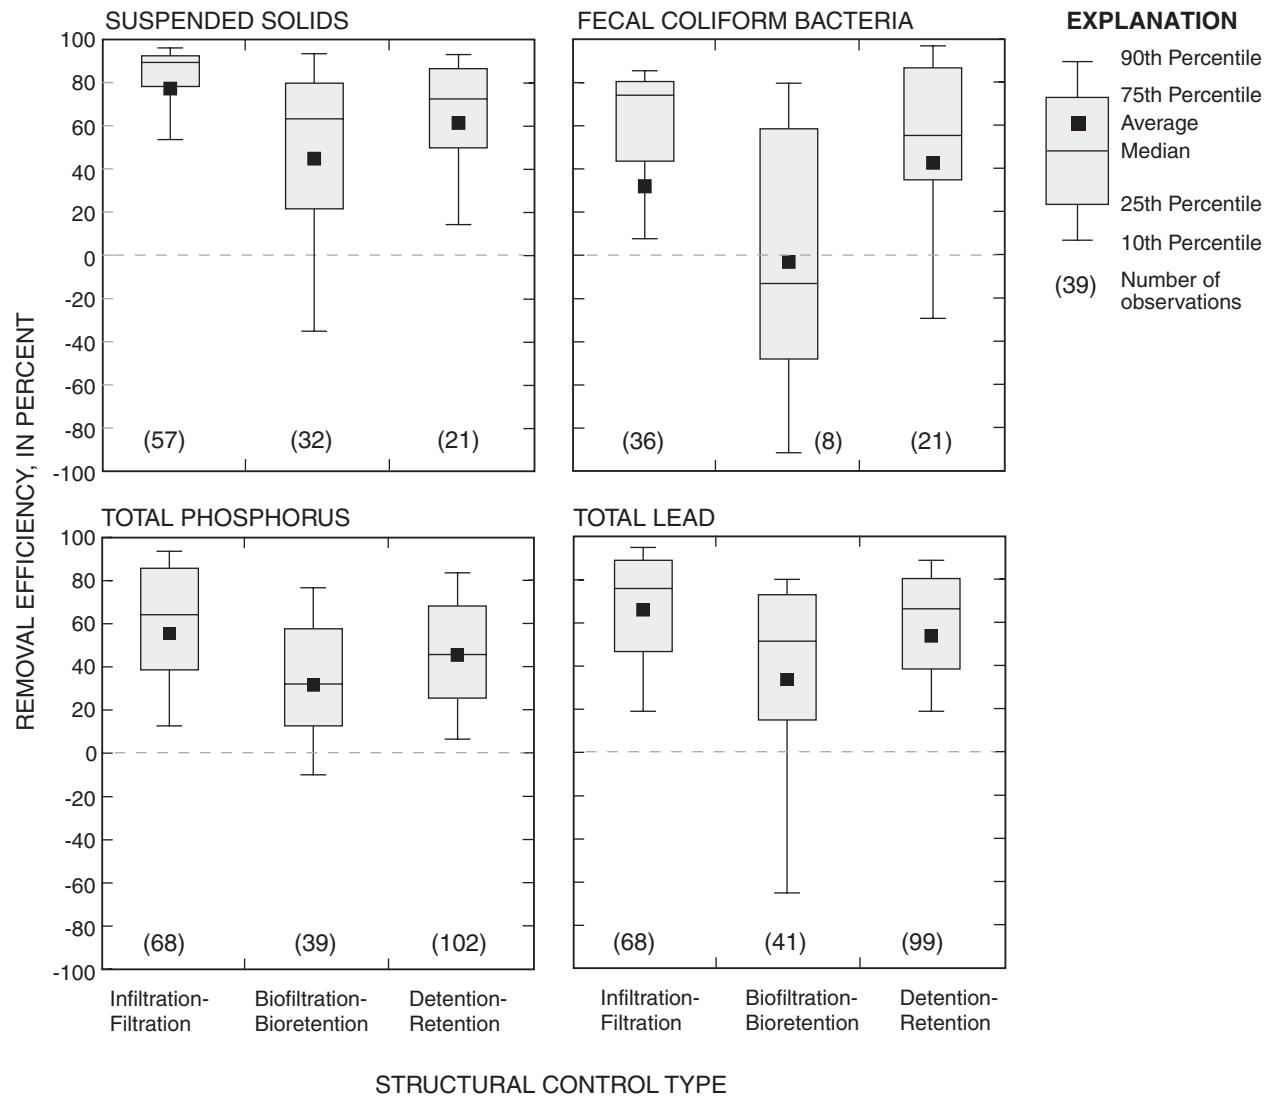 SUSPENDED SOLIDS
FECAL COLIFORM BACTERIA
EXPLANATION
90th Percentile
75th Percentile
Average
Median
25th Percentile
10th Percentile
(39)
Number of
observations
100
80
60
40
20
0
-20
-40
-60
-80
-100
(57)
(32)
(21)
(36)
(8)
(21)
REMOVAL EFFICIENCY, IN PERCENT
TOTAL PHOSPHORUS
TOTAL LEAD
100
80
60
40
20
0
-20
-40
-60
-80
-100
(68)
(39)
(102)
(68)
(41)
(99)
Infiltration-
Filtration
Biofiltration-
Bioretention
Detention-
Retention
Infiltration-
Filtration
Biofiltration-
Bioretention
Detention-
Retention
STRUCTURAL CONTROL TYPE